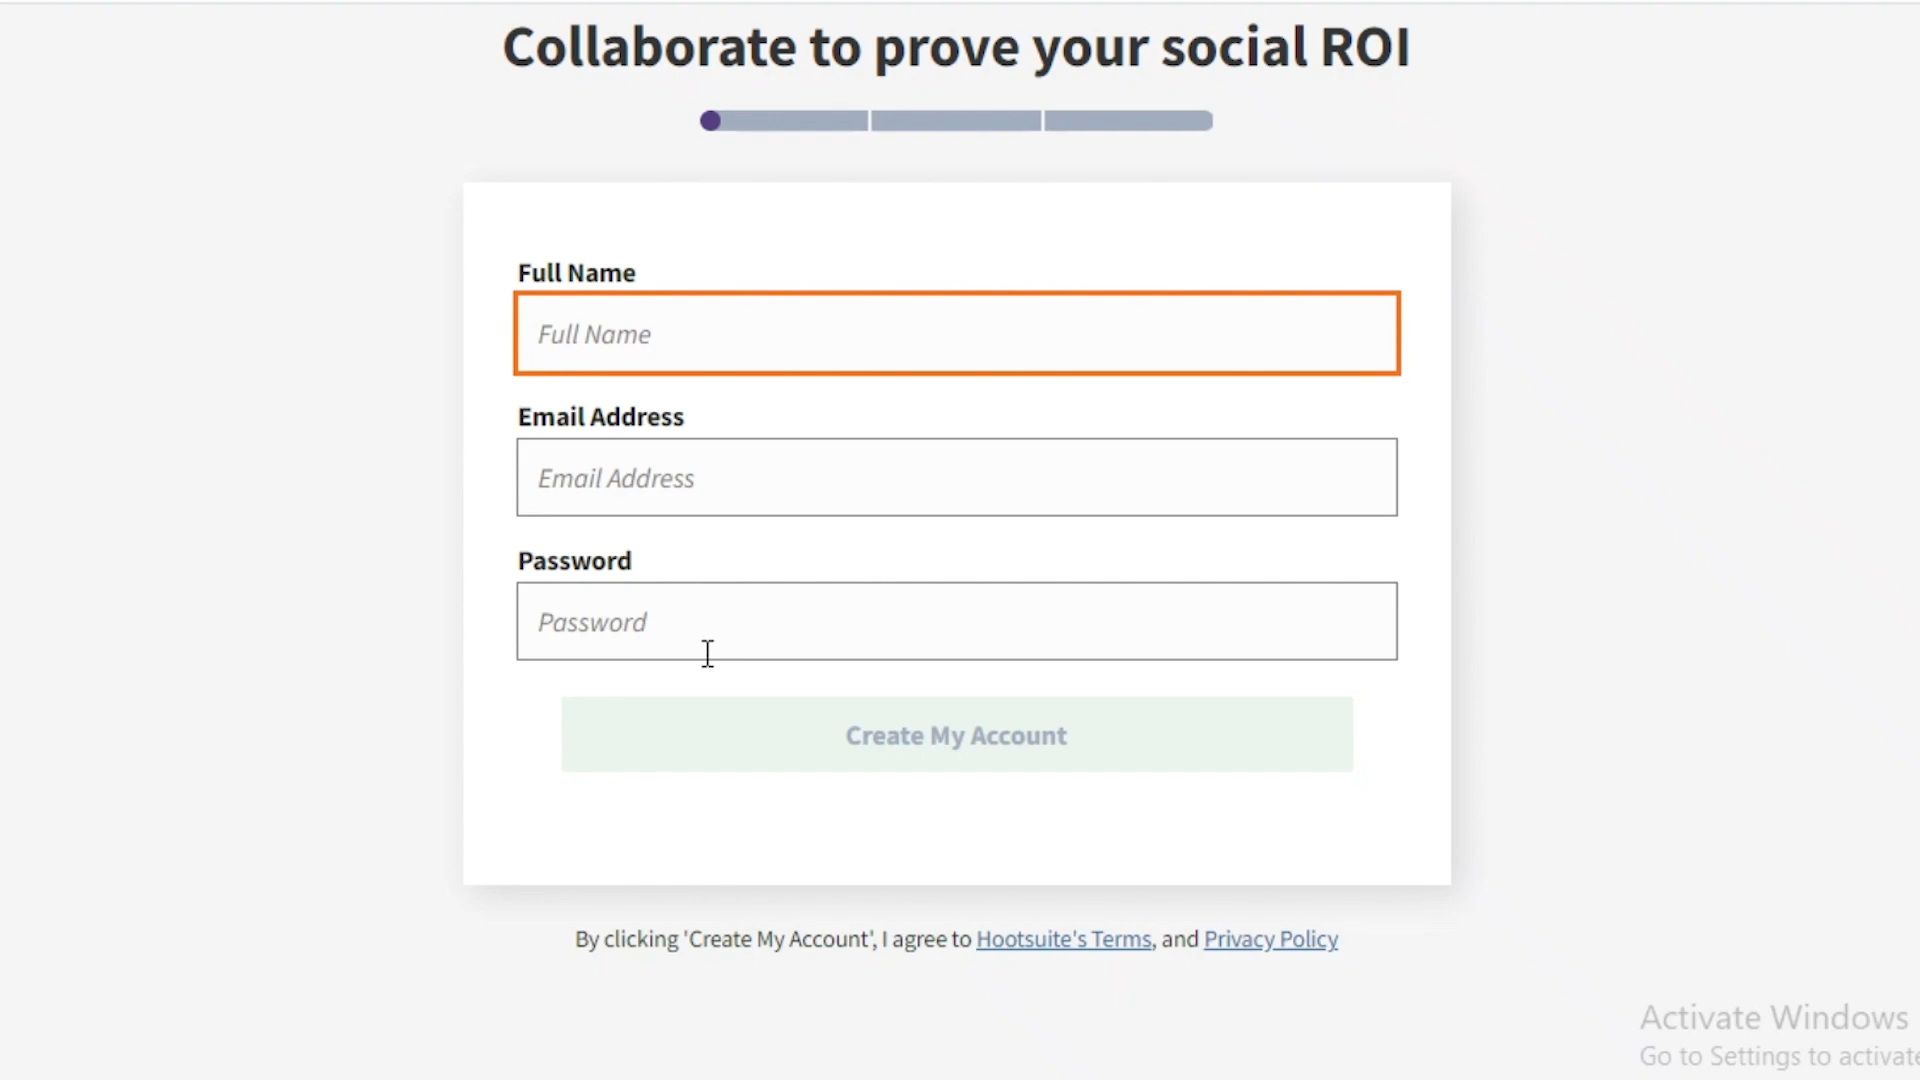 Collaborate to prove your social ROI
Full Name
Full Name
Email Address
Email Address
Password
Password
Create My Account
By clicking 'Create My Account', I agree to Hootsuite's Terms, and Privacy Policy
Activate Windows
Go to Settings to activate